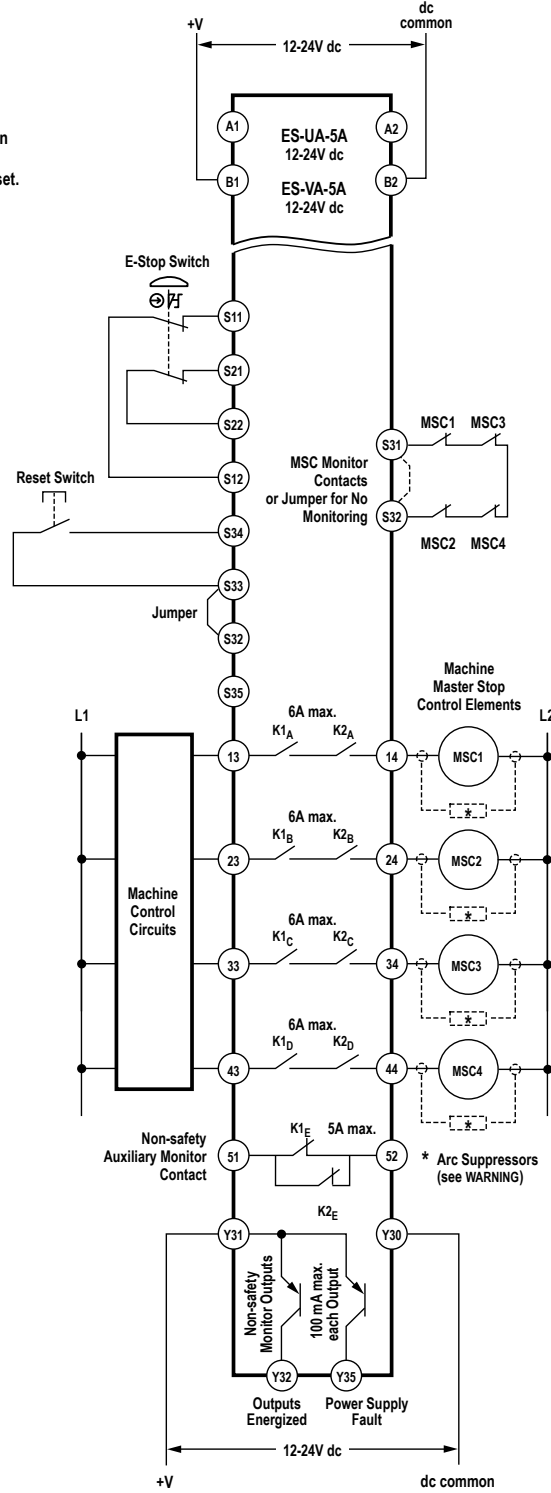 dc
common
+V
12-24V dc
n
set.
A1
ES-UA-5A
12-24V dc
A2
B1
ES-VA-5A
12-24V dc
B2
E-Stop Switch
S11
S21
S22
S12
MSC1 MSC3
S31
MSC Monitor
Contacts
or Jumper for No
Monitoring
S32
MSC2 MSC4
Reset Switch
S34
S33
Jumper
S32
S35
Machine
Master Stop
Control Elements
L1
L2
6A max.
K1A K2A
13
14
MSC1
*
6A max.
K1B K2B
23
24
MSC2
*
Machine
Control
Circuits
6A max.
K1C K2C
33
34
MSC3
*
6A max.
K1D K2D
43
44
MSC4
*
Non-safety
Auxiliary Monitor
Contact
51
K1E 5A max.
52
K2E
* Arc Suppressors
(see WARNING)
Y31
Y30
Non-safety
Monitor Outputs
100 mA max.
each Output
Y32
Y35
Outputs
Energized
Power Supply
Fault
12-24V dc
+V
dc common